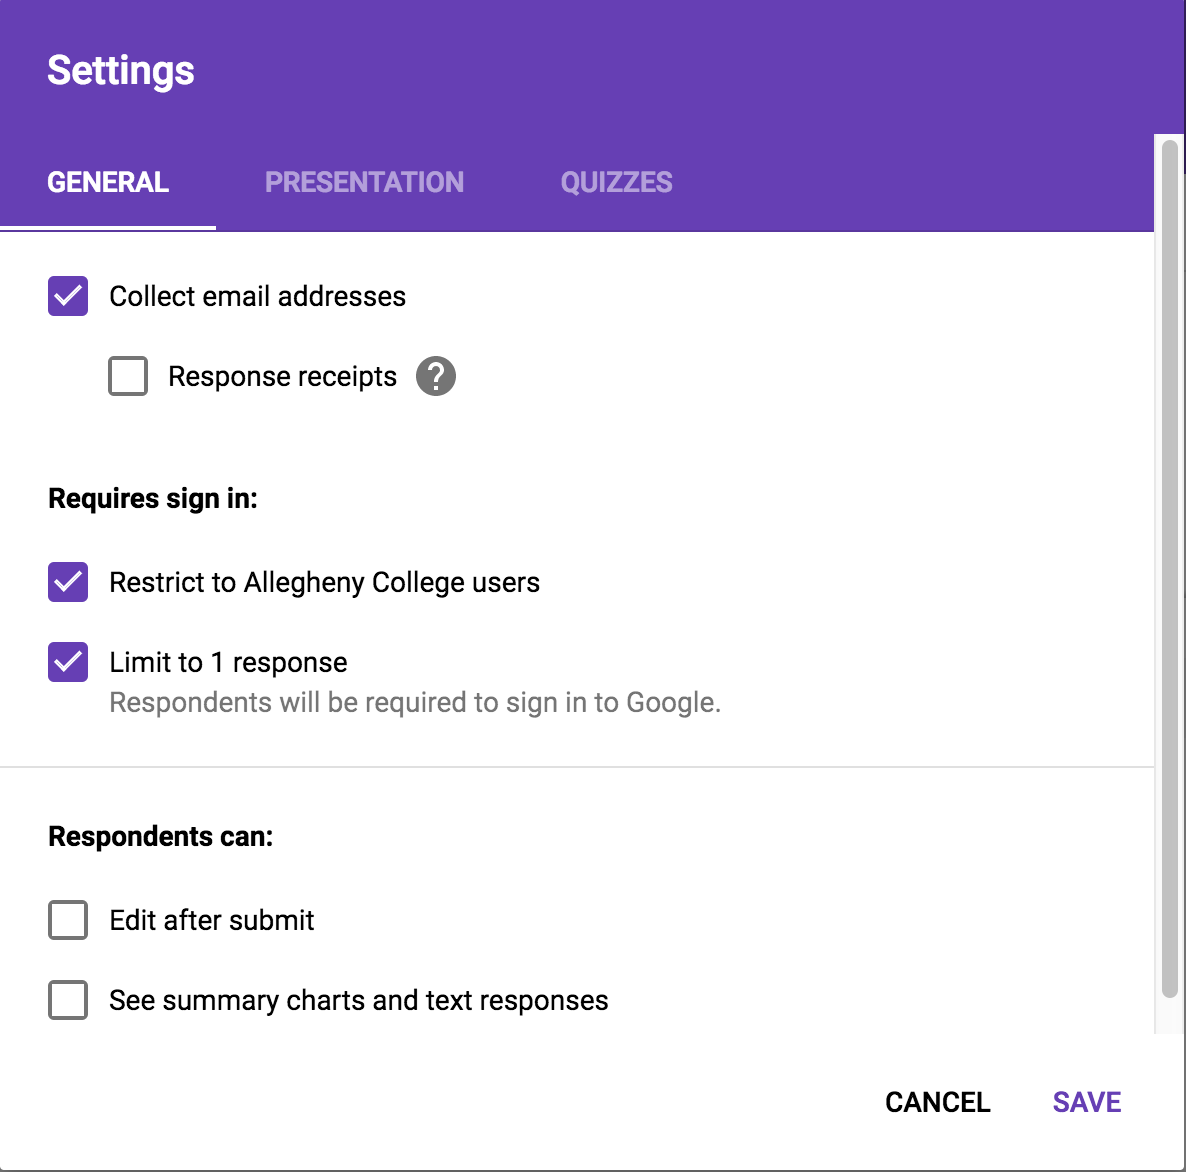 Settings
GENERAL PRESENTATION QUIZZES
Collect email addresses
Response receipts ?
Requires sign in:
Restrict to Allegheny College users
Limit to 1 response
Respondents will be required to sign in to Google.
Respondents can:
Edit after submit
See summary charts and text responses
CANCEL SAVE